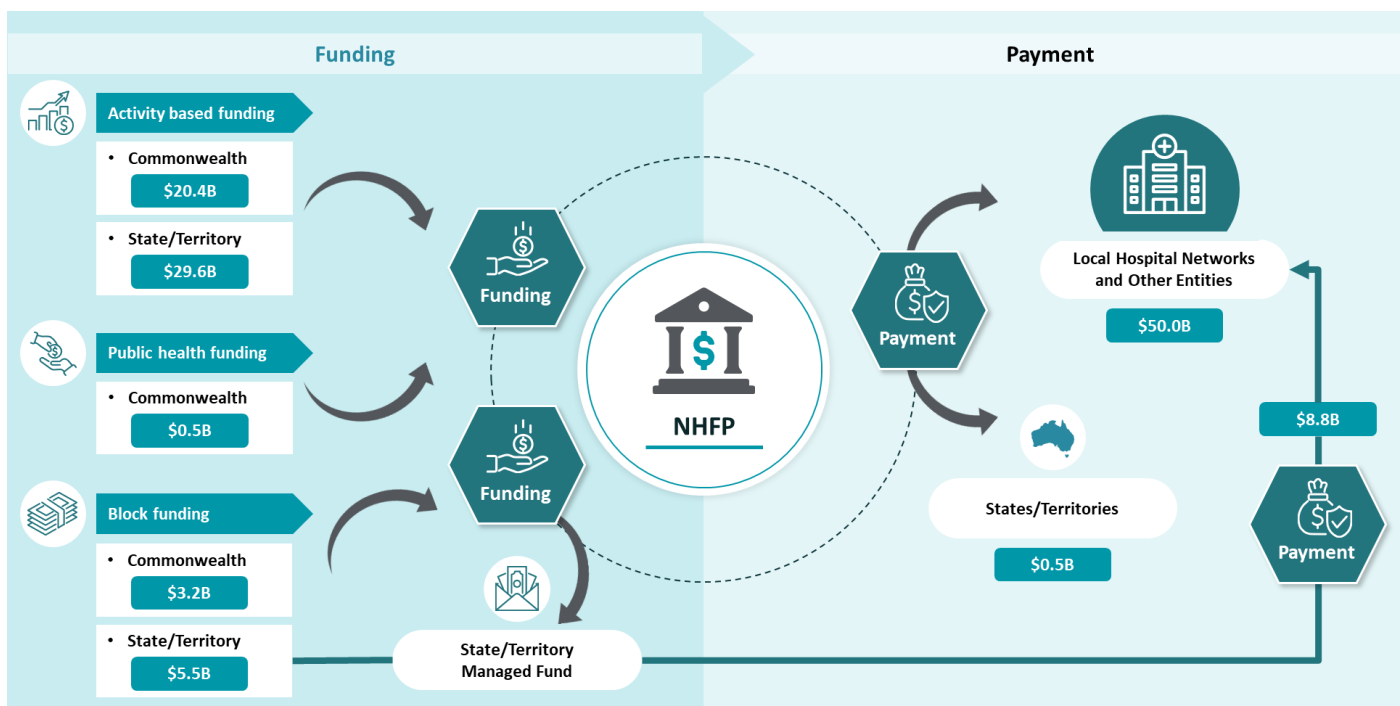 Funding
Payment
Activity based funding
• Commonwealth
$20.4B
• State/Territory
$29.6B
Public health funding
• Commonwealth
$0.5B
Block funding
• Commonwealth
$3.2B
• State/Territory
$5.5B
$
Funding
$
Funding
State/Territory
Managed Fund
$
NHFP
$
Payment
Local Hospital Networks
and Other Entities
$50.0B
States/Territories
$0.5B
$8.8B
$
Payment